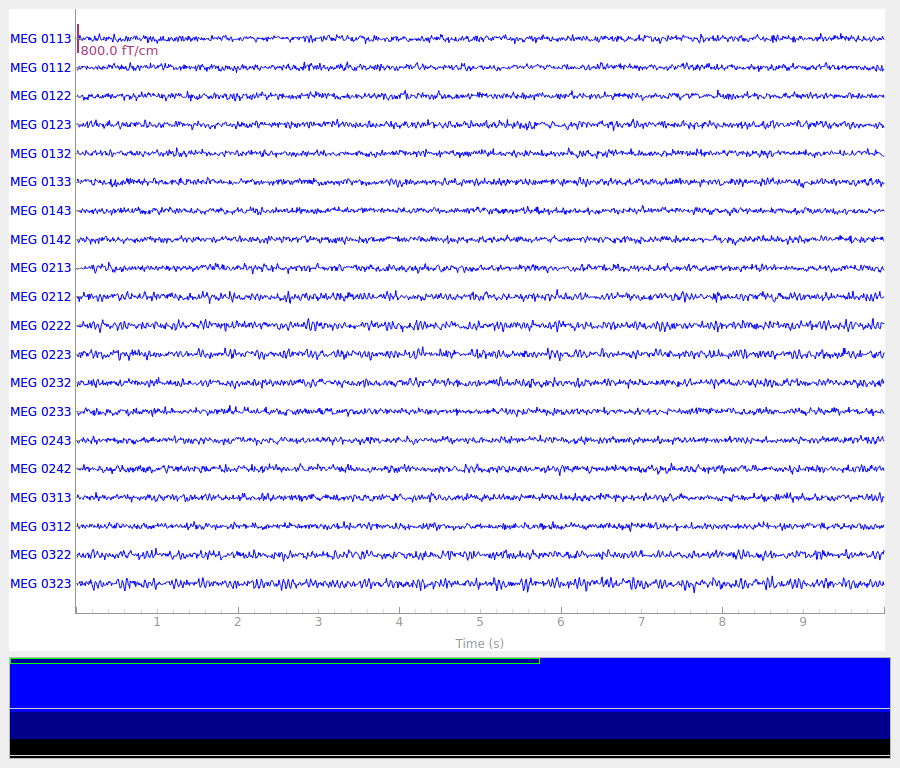 MEG 0113
800.0 fT/cm
MEG 0112
MEG 0122
MEG 0123
MEG 0132
MEG 0133
MEG 0143
MEG 0142
MEG 0213
MEG 0212
MEG 0222
MEG 0223
MEG 0232
MEG 0233
MEG 0243
MEG 0242
MEG 0313
MEG 0312
MEG 0322
MEG 0323
1 2 3 4 5 6 7 8 9
Time (s)